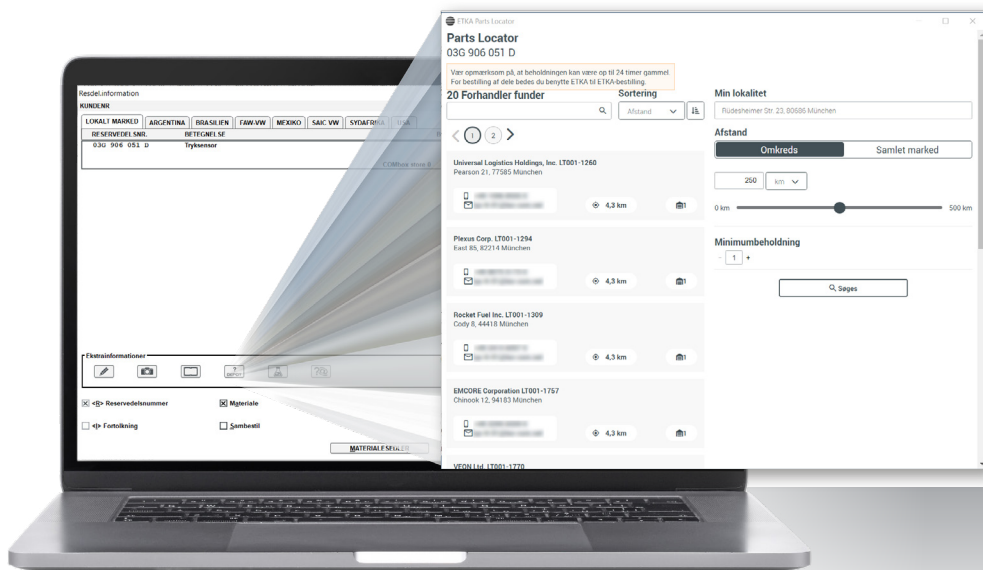 Resdel.information
KUNDENR
LOKALT MARKED ARGENTINA BRASILIEN FAW-VW MEXIKO SAIC VW SYDAFRIKA
RESERVEDELSNR. BETEGNELSE
03G 906 051 D Tryksensor
Ekstrainformationer
<R> Reservedelsnummer Materiale
<I> Fortolkning Sambestil
MATERIALESEDLER
ETKA Parts Locator
Parts Locator
03G 906 051 D
Vær opmærksom på, at beholdningen kan være op til 24 timer gammel
For bestilling af dele bedes du benytte ETKA til ETKA-bestilling.
20 Forhandler funder
Sortering
Afstand
1 2
Universal Logistics Holdings, Inc. LT001-1260
Pearson 21, 77585 München
4,3 km 1
Plexus Corp. LT001-1294
East 85, 82214 München
4,3 km 1
Rocket Fuel Inc. LT001-1309
Cody 8, 44418 München
4,3 km 1
EMCORE Corporation LT001-1757
Chinook 12, 94183 München
4,3 km 1
VEON Ltd. LT001-1770
Min lokalitet
Rüdesheimer Str. 23, 80686 München
Afstand
Omkreds Samlet marked
250 km
0 km 500 km
Minimumbeholdning
- 1 +
Søges